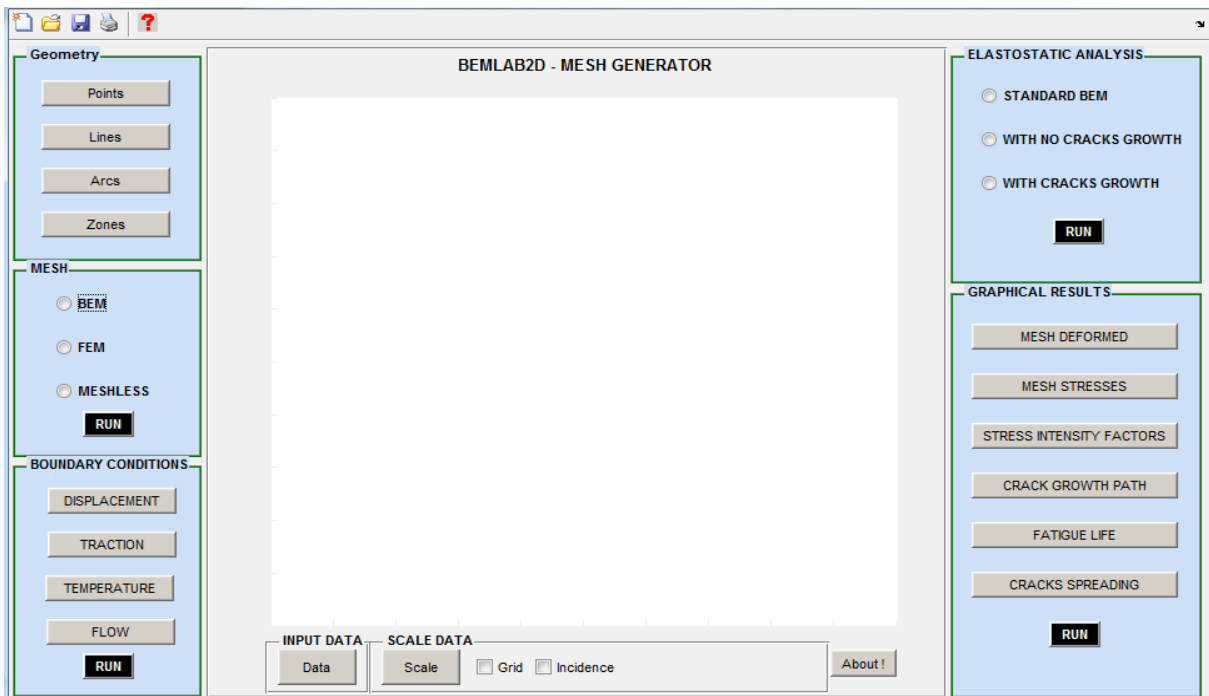 ?
Geometry
Points
Lines
Arcs
Zones
MESH
BEM
FEM
MESHLESS
RUN
BOUNDARY CONDITIONS
DISPLACEMENT
TRACTION
TEMPERATURE
FLOW
RUN
BEMLAB2D - MESH GENERATOR
INPUT DATA
Data
SCALE DATA
Scale
Grid
Incidence
About !
ELASTOSTATIC ANALYSIS
STANDARD BEM
WITH NO CRACKS GROWTH
WITH CRACKS GROWTH
RUN
GRAPHICAL RESULTS
MESH DEFORMED
MESH STRESSES
STRESS INTENSITY FACTORS
CRACK GROWTH PATH
FATIGUE LIFE
CRACKS SPREADING
RUN